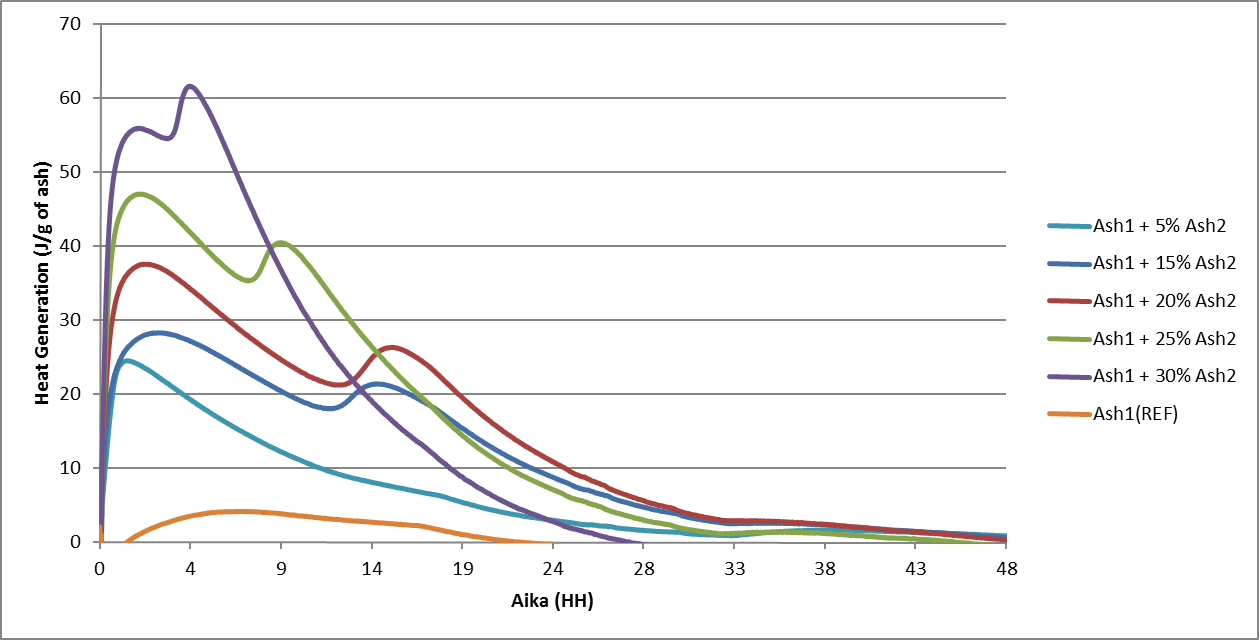 70
60
50
40
30
20
10
0
Heat Generation (J/g of ash)
0 4 9 14 19 24 28 33 38 43 48
Aika (HH)
Ash1 + 5% Ash2
Ash1 + 15% Ash2
Ash1 + 20% Ash2
Ash1 + 25% Ash2
Ash1 + 30% Ash2
Ash1(REF)